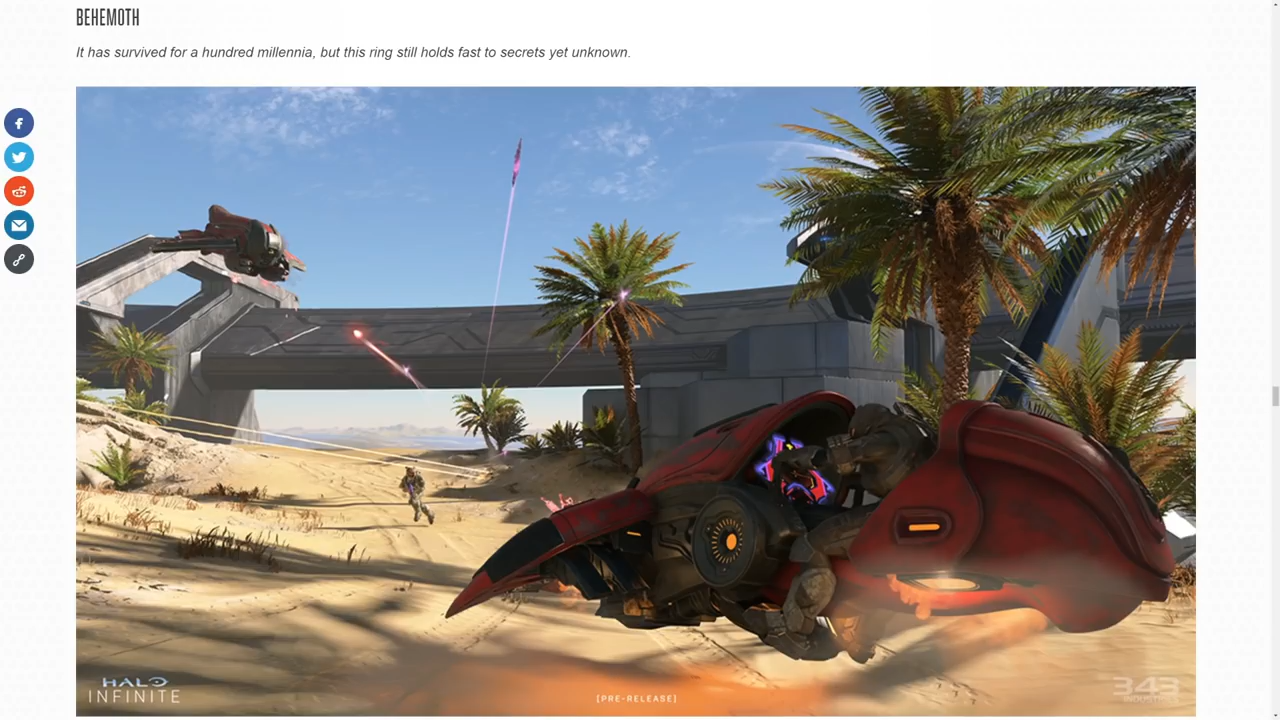 BEHEMOTH
It has survived for a hundred millennia, but this ring still holds fast to secrets yet unknown.
HALO
INFINITE
[PRE-RELEASE]
343
INDUSTRIES